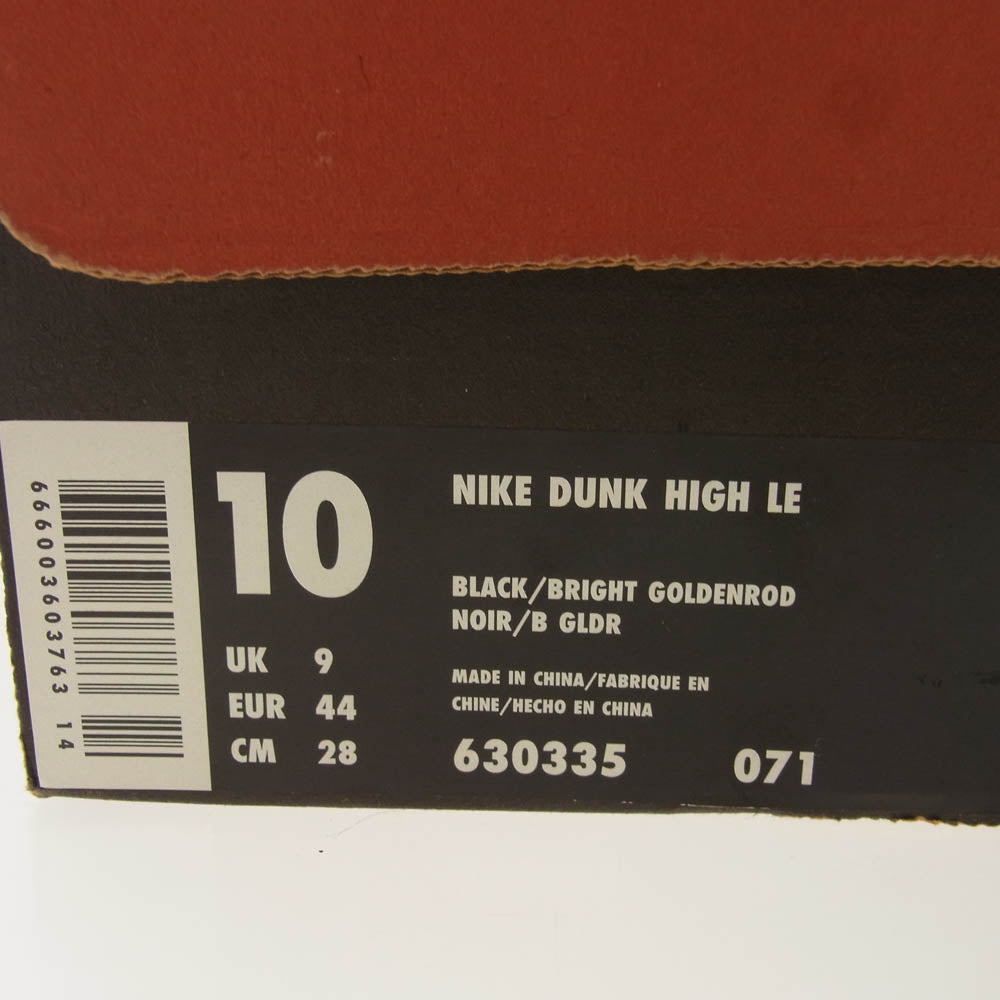 666003603763 14
10
UK 9
EUR 44
CM 28
NIKE DUNK HIGH LE
BLACK/BRIGHT GOLDENROD
NOIR/B GLDR
MADE IN CHINA/FABRIQUE EN
CHINE/HECHO EN CHINA
630335 071